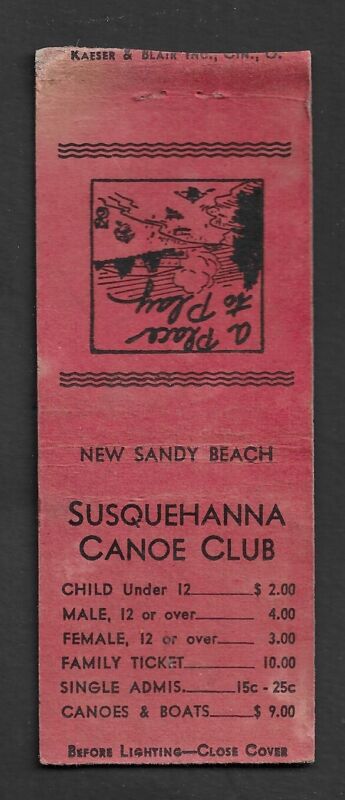 KAESER & BLAIR INC., CIN., O.
A Place
to Play
NEW SANDY BEACH
SUSQUEHANNA
CANOE CLUB
CHILD Under 12 $ 2.00
MALE, 12 or over 4.00
FEMALE, 12 or over 3.00
FAMILY TICKET 10.00
SINGLE ADMIS. 15c - 25c
CANOES & BOATS $ 9.00
BEFORE LIGHTING—CLOSE COVER